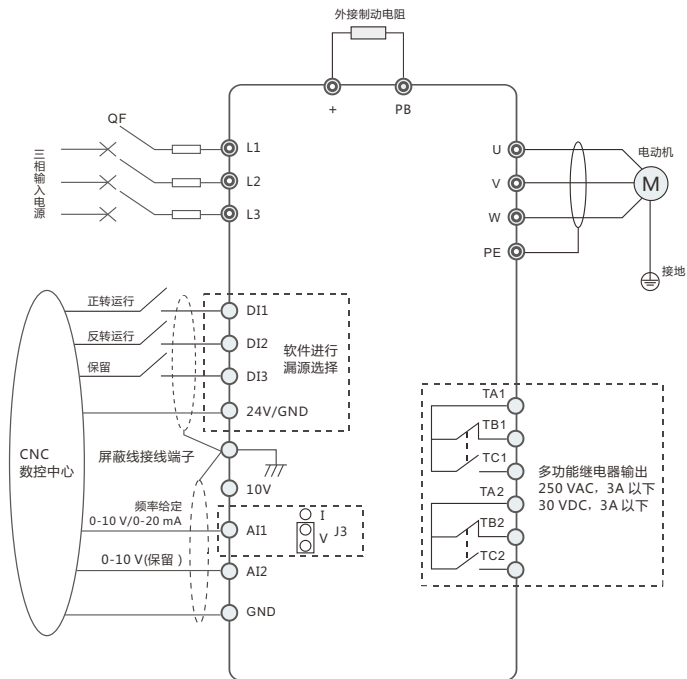 外接制动电阻
+
PB
QF
三相输入电源
L1
L2
L3
U
V
W
PE
电动机
M
接地
正转运行
反转运行
保留
DI1
DI2
DI3
24V/GND
软件进行
漏源选择
CNC
数控中心
屏蔽线接线端子
10V
频率给定
0-10 V/0-20 mA
AI1
I
V
J3
0-10 V(保留 )
AI2
GND
TA1
TB1
TC1
TA2
TB2
TC2
多功能继电器输出
250 VAC，3A 以下
30 VDC，3A 以下